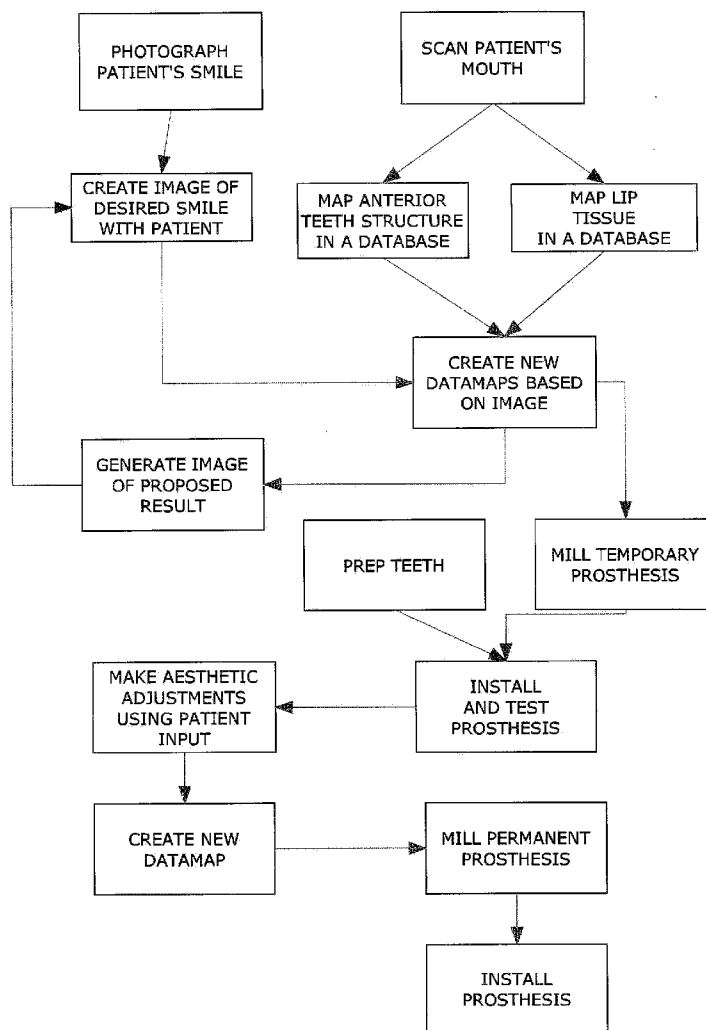 PHOTOGRAPH
PATIENT'S SMILE
SCAN PATIENT'S
MOUTH
CREATE IMAGE OF
DESIRED SMILE
WITH PATIENT
MAP ANTERIOR
TEETH STRUCTURE
IN A DATABASE
MAP LIP
TISSUE
IN A DATABASE
CREATE NEW
DATAMAPS BASED
ON IMAGE
GENERATE IMAGE
OF PROPOSED
RESULT
PREP TEETH
MILL TEMPORARY
PROSTHESIS
MAKE AESTHETIC
ADJUSTMENTS
USING PATIENT
INPUT
INSTALL
AND TEST
PROSTHESIS
CREATE NEW
DATAMAP
MILL PERMANENT
PROSTHESIS
INSTALL
PROSTHESIS